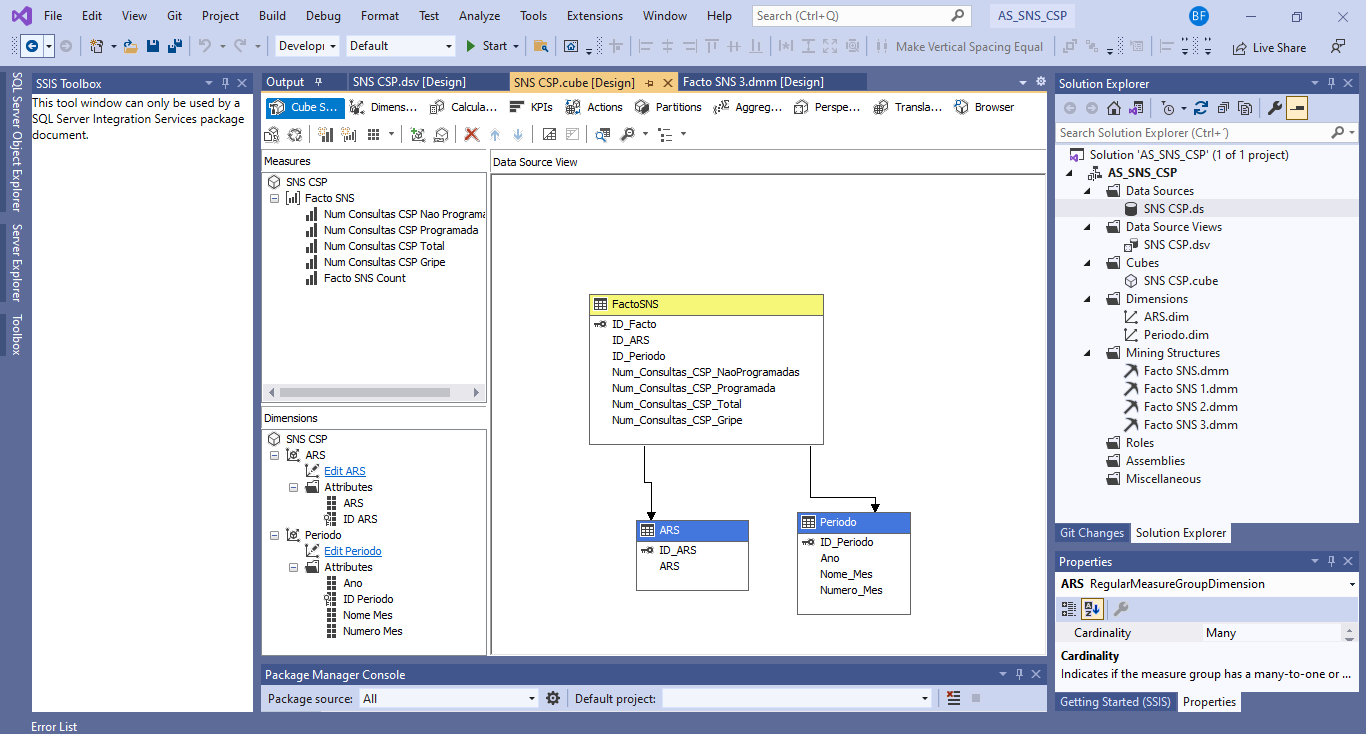 File Edit View Git Project Build Debug Format Test Analyze Tools Extensions Window Help Search (Ctrl+Q) AS_SNS_CSP BF
Developı Default Start Make Vertical Spacing Equal Live Share
SQL Server Object Explorer
Server Explorer
Toolbox
SSIS Toolbox
This tool window can only be used by a
SQL Server Integration Services package
document.
Output SNS CSP.dsv [Design] SNS CSP.cube [Design] Facto SNS 3.dmm [Design]
Cube S... Dimens... Calcula... KPIs Actions Partitions Aggreg... Perspe... Transla... Browser
Measures
SNS CSP
Facto SNS
Num Consultas CSP Nao Programa
Num Consultas CSP Programada
Num Consultas CSP Total
Num Consultas CSP Gripe
Facto SNS Count
Dimensions
SNS CSP
ARS
Edit ARS
Attributes
ARS
ID ARS
Periodo
Edit Periodo
Attributes
Ano
ID Periodo
Nome Mes
Numero Mes
Data Source View
FactoSNS
ID_Facto
ID_ARS
ID_Periodo
Num_Consultas_CSP_NaoProgramadas
Num_Consultas_CSP_Programada
Num_Consultas_CSP_Total
Num_Consultas_CSP_Gripe
ARS
ID_ARS
ARS
Periodo
ID_Periodo
Ano
Nome_Mes
Numero_Mes
Package Manager Console
Package source: All Default project:
Error List
Solution Explorer
Search Solution Explorer (Ctrl+´)
Solution 'AS_SNS_CSP' (1 of 1 project)
AS_SNS_CSP
Data Sources
SNS CSP.ds
Data Source Views
SNS CSP.dsv
Cubes
SNS CSP.cube
Dimensions
ARS.dim
Periodo.dim
Mining Structures
Facto SNS.dmm
Facto SNS 1.dmm
Facto SNS 2.dmm
Facto SNS 3.dmm
Roles
Assemblies
Miscellaneous
Git Changes Solution Explorer
Properties
ARS RegularMeasureGroupDimension
Cardinality Many
Cardinality
Indicates if the measure group has a many-to-one or ...
Getting Started (SSIS) Properties